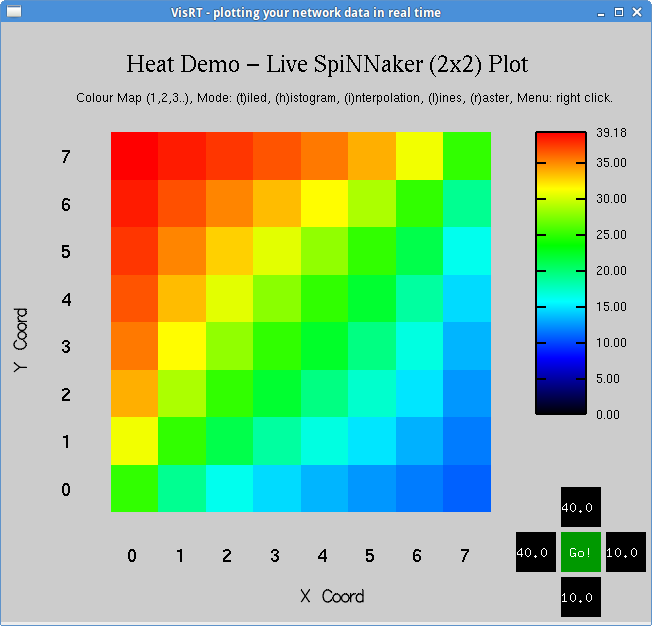 VisRT - plotting your network data in real time
Heat Demo – Live SpiNNaker (2x2) Plot
Colour Map (1,2,3..), Mode: (t)iled, (h)istogram, (i)nterpolation, (l)ines, (r)aster, Menu: right click.
39.18
35.00
30.00
25.00
20.00
15.00
10.00
5.00
0.00
7
6
5
4
3
2
1
0
Y Coord
0 1 2 3 4 5 6 7
X Coord
40.0
40.0 Go! 10.0
10.0